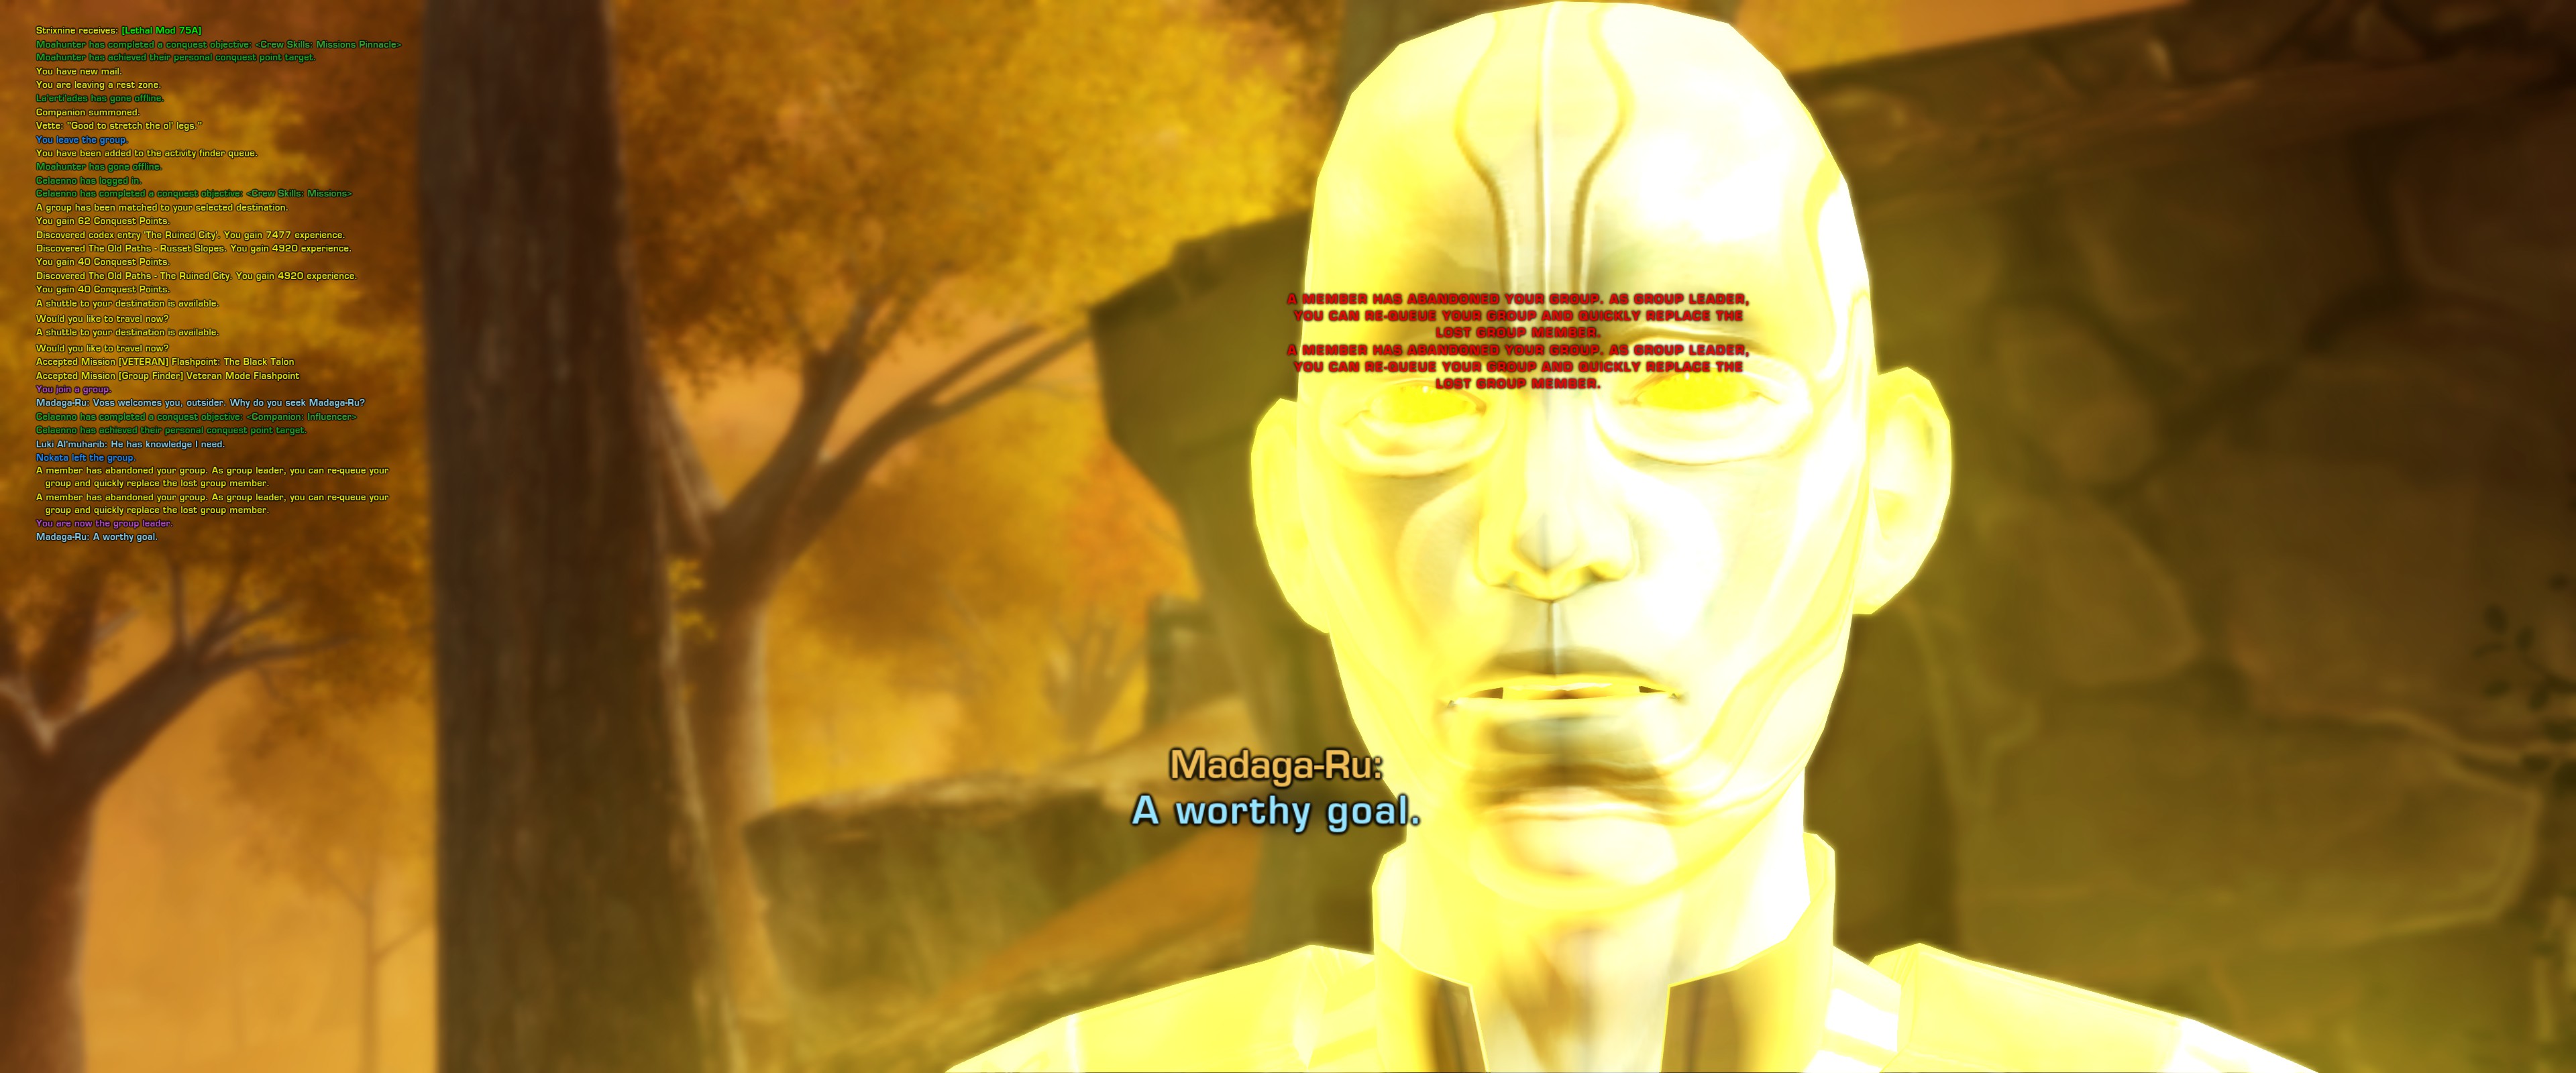 Strixnine receives: [Lethal Mod 75A]
Moahunter has completed a conquest objective: <Crew Skills: Missions Pinnacle>
Moahunter has achieved their personal conquest point target.
You have new mail.
You are leaving a rest zone.
La'erti'ades has gone offline.
Companion summoned.
Vette: "Good to stretch the ol' legs."
You leave the group.
You have been added to the activity finder queue.
Moahunter has gone offline.
Celaenno has logged in.
Celaenno has completed a conquest objective: <Crew Skills: Missions>
A group has been matched to your selected destination.
You gain 62 Conquest Points.
Discovered codex entry 'The Ruined City'. You gain 7477 experience.
Discovered The Old Paths - Russet Slopes. You gain 4920 experience.
You gain 40 Conquest Points.
Discovered The Old Paths - The Ruined City. You gain 4920 experience.
You gain 40 Conquest Points.
A shuttle to your destination is available.
Would you like to travel now?
A shuttle to your destination is available.
Would you like to travel now?
Accepted Mission [VETERAN] Flashpoint: The Black Talon
Accepted Mission [Group Finder] Veteran Mode Flashpoint
You join a group.
Madaga-Ru: Voss welcomes you, outsider. Why do you seek Madaga-Ru?
Celaenno has completed a conquest objective: <Companion: Influencer>
Celaenno has achieved their personal conquest point target.
Luki Al'muharib: He has knowledge I need.
Nokata left the group.
A member has abandoned your group. As group leader, you can re-queue your
group and quickly replace the lost group member.
A member has abandoned your group. As group leader, you can re-queue your
group and quickly replace the lost group member.
You are now the group leader.
Madaga-Ru: A worthy goal.
A MEMBER HAS ABANDONED YOUR GROUP. AS GROUP LEADER,
YOU CAN RE-QUEUE YOUR GROUP AND QUICKLY REPLACE THE
LOST GROUP MEMBER.
A MEMBER HAS ABANDONED YOUR GROUP. AS GROUP LEADER,
YOU CAN RE-QUEUE YOUR GROUP AND QUICKLY REPLACE THE
LOST GROUP MEMBER.
Madaga-Ru:
A worthy goal.